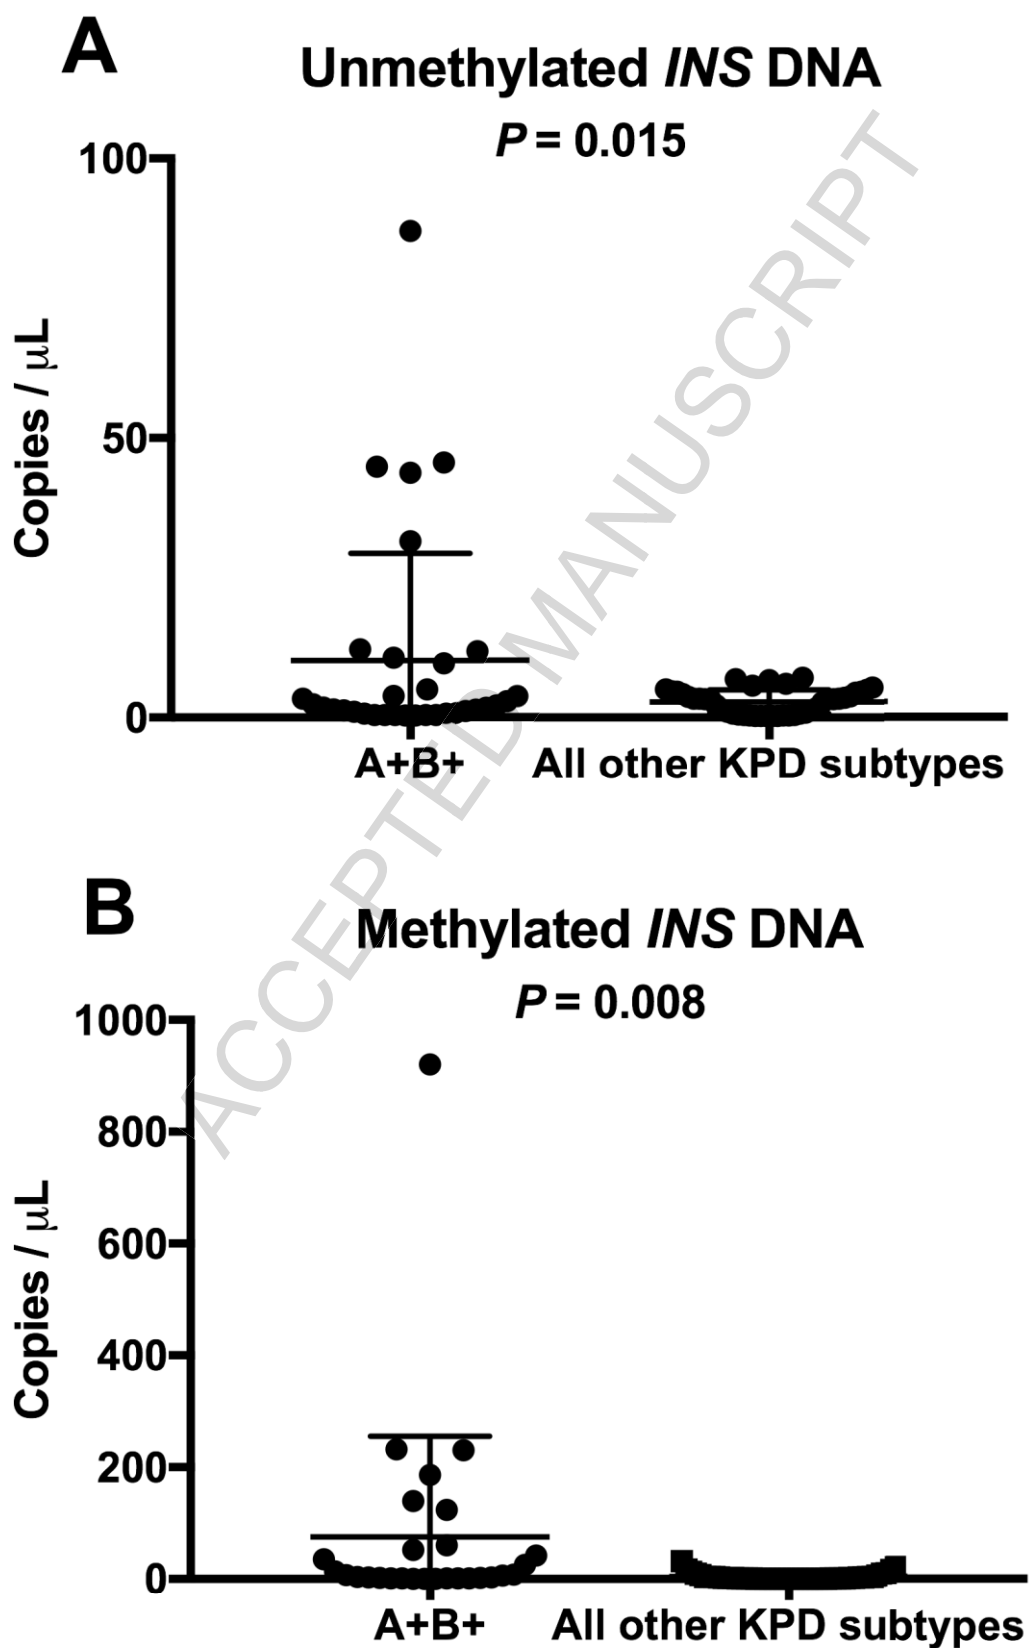 A
Unmethylated INS DNA
P = 0.015
100
50
0
Copies / μL
A+B+
All other KPD subtypes
ACCEPTED MANUSCRIPT
B
Methylated INS DNA
P = 0.008
1000
800
600
400
200
0
Copies / μL
A+B+
All other KPD subtypes